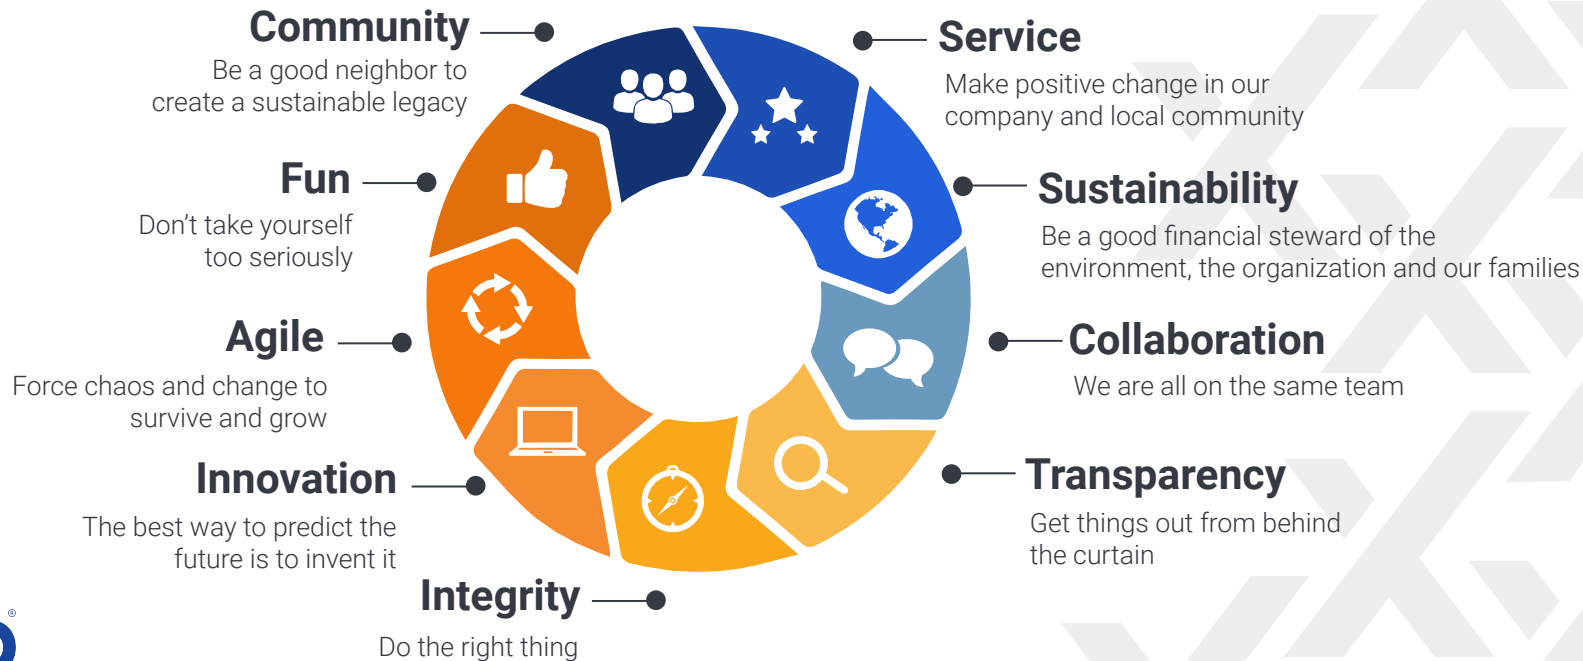 Community
Be a good neighbor to
create a sustainable legacy
Service
Make positive change in our
company and local community
Fun
Don’t take yourself
too seriously
Sustainability
Be a good financial steward of the
environment, the organization and our families
Agile
Force chaos and change to
survive and grow
Collaboration
We are all on the same team
Innovation
The best way to predict the
future is to invent it
Transparency
Get things out from behind
the curtain
Integrity
Do the right thing
®